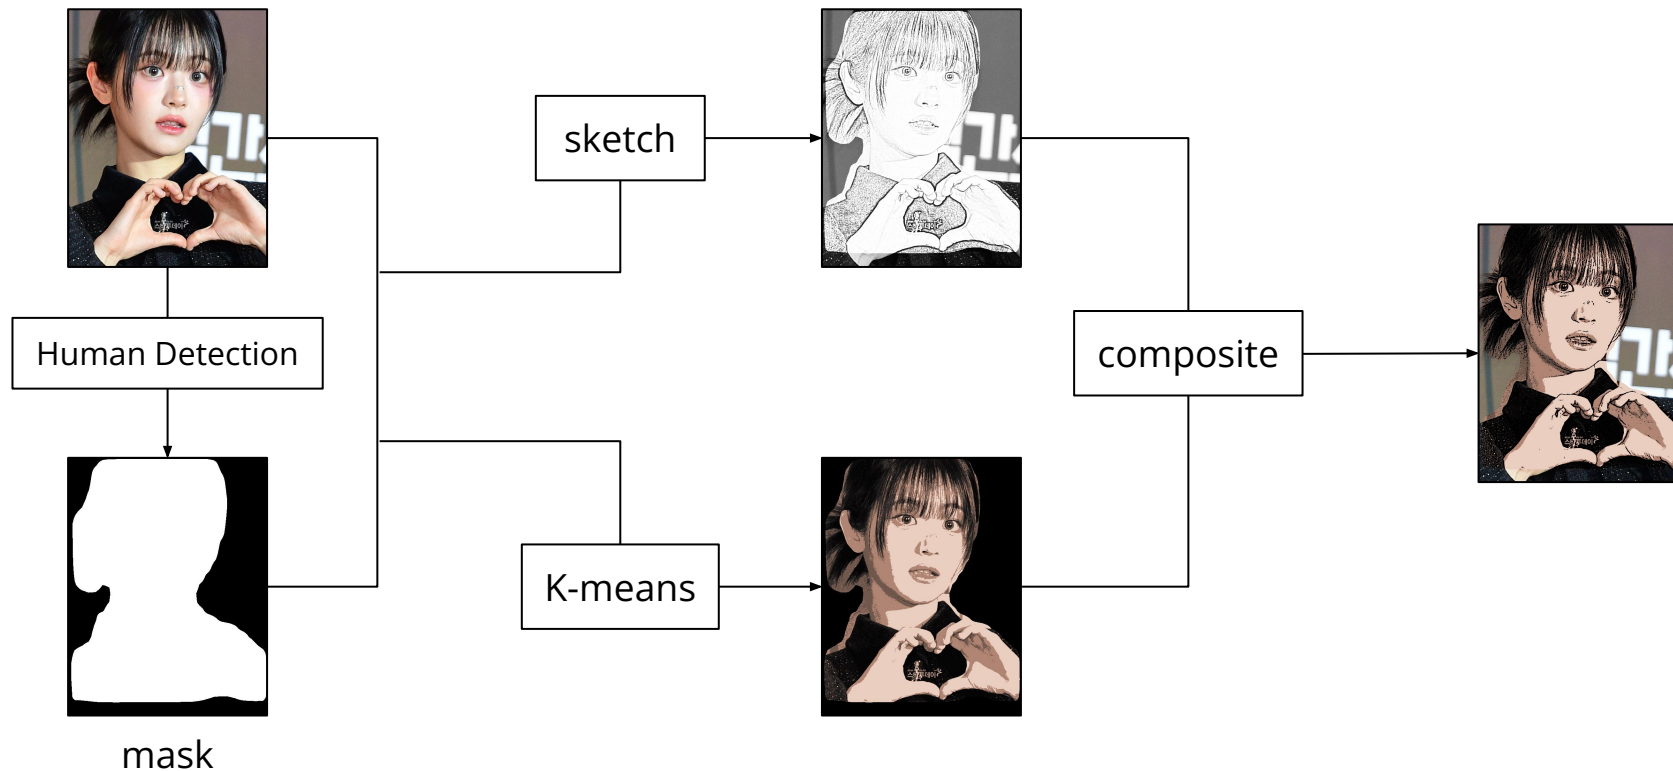 sketch
Human Detection
composite
K-means
mask